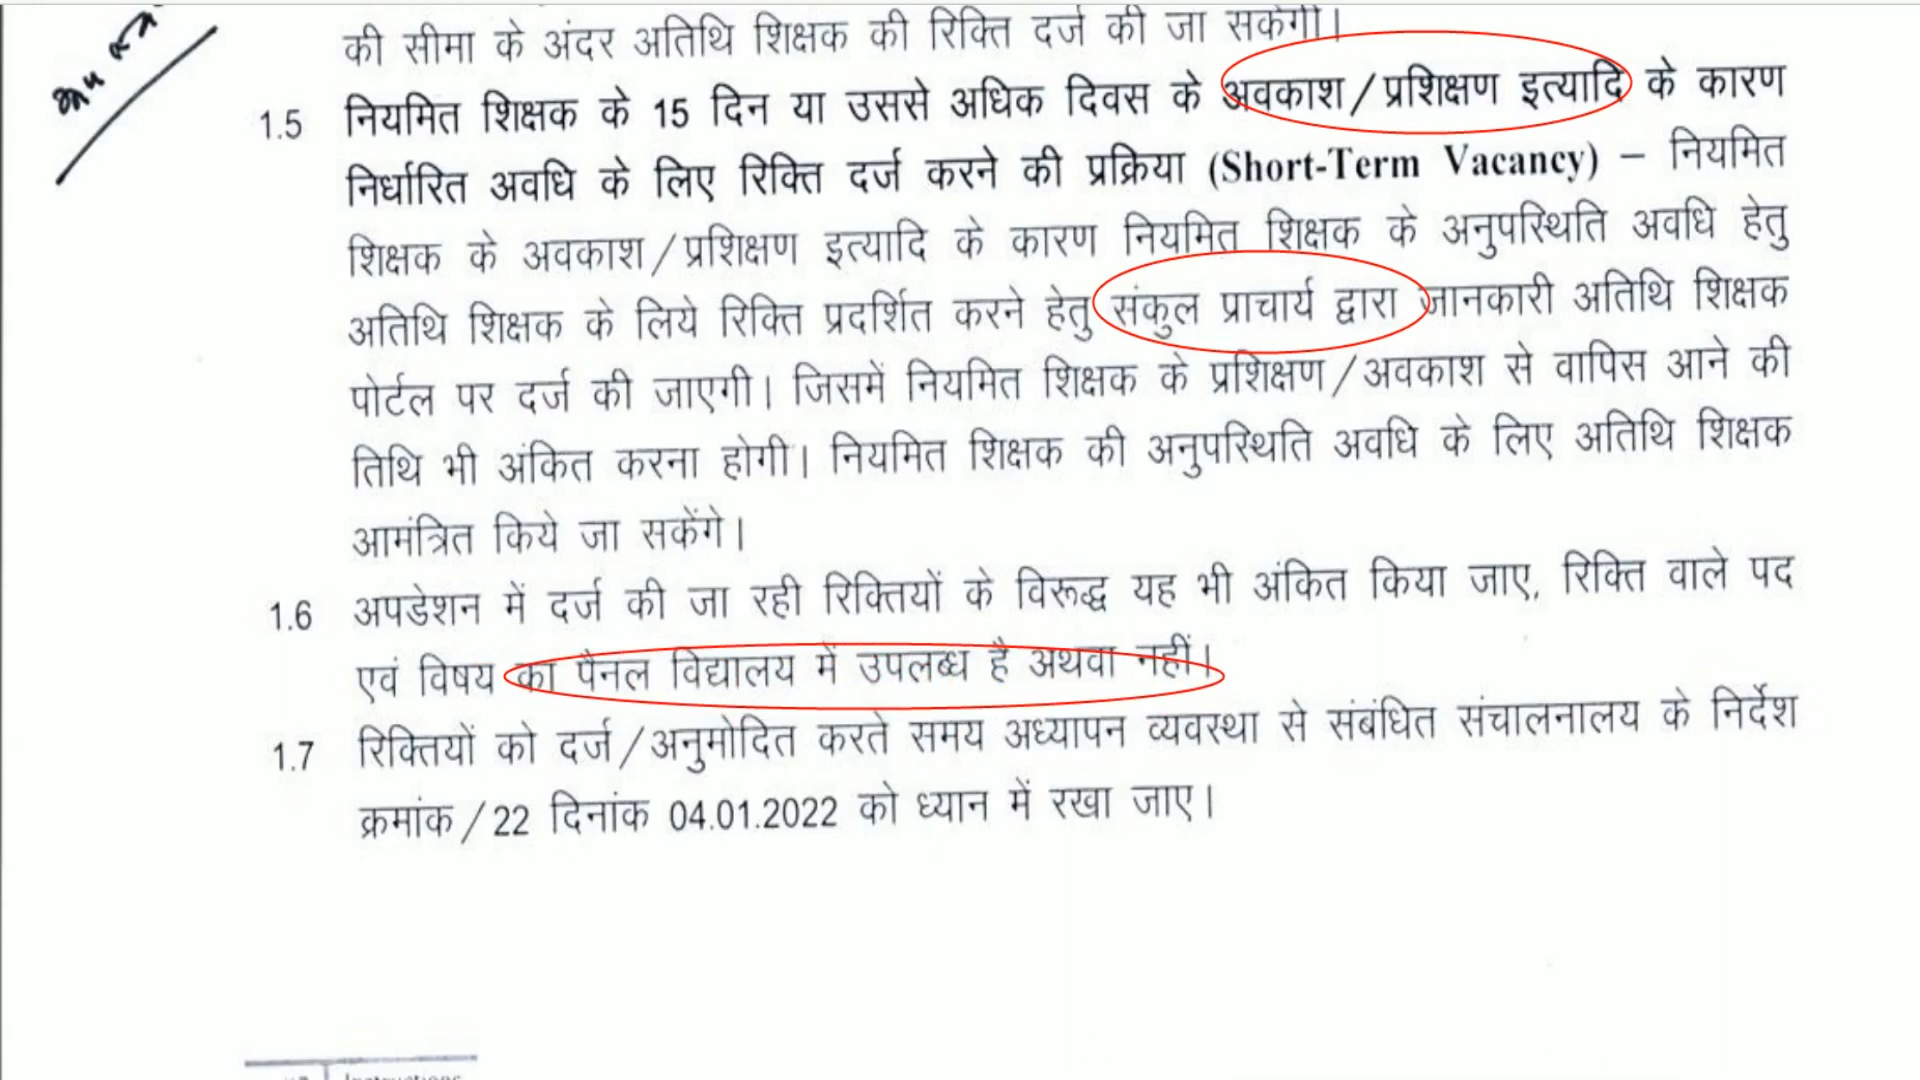 की सीमा के अंदर अतिथि शिक्षक की रिक्ति दर्ज की जा सकेगी।
1.5 नियमित शिक्षक के 15 दिन या उससे अधिक दिवस के अवकाश/प्रशिक्षण इत्यादि के कारण
निर्धारित अवधि के लिए रिक्ति दर्ज करने की प्रक्रिया (Short-Term Vacancy) – नियमित
शिक्षक के अवकाश/प्रशिक्षण इत्यादि के कारण नियमित शिक्षक के अनुपस्थिति अवधि हेतु
अतिथि शिक्षक के लिये रिक्ति प्रदर्शित करने हेतु संकुल प्राचार्य द्वारा जानकारी अतिथि शिक्षक
पोर्टल पर दर्ज की जाएगी। जिसमें नियमित शिक्षक के प्रशिक्षण/अवकाश से वापिस आने की
तिथि भी अंकित करना होगी। नियमित शिक्षक की अनुपस्थिति अवधि के लिए अतिथि शिक्षक
आमंत्रित किये जा सकेंगे।
1.6 अपडेशन में दर्ज की जा रही रिक्तियों के विरूद्ध यह भी अंकित किया जाए, रिक्ति वाले पद
एवं विषय का पैनल विद्यालय में उपलब्ध है अथवा नहीं।
1.7 रिक्तियों को दर्ज/अनुमोदित करते समय अध्यापन व्यवस्था से संबंधित संचालनालय के निर्देश
क्रमांक/22 दिनांक 04.01.2022 को ध्यान में रखा जाए।